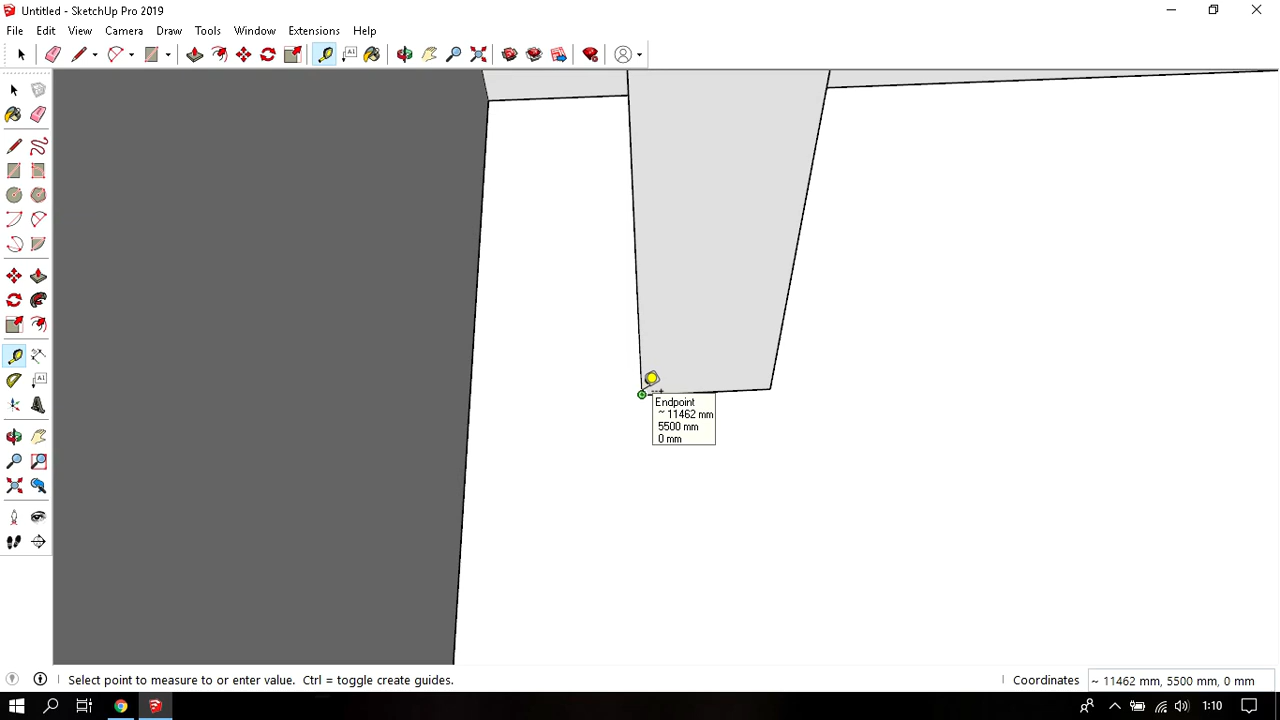 Untitled - SketchUp Pro 2019
File Edit View Camera Draw Tools Window Extensions Help
A1
A1
Endpoint
~ 11462 mm
5500 mm
0 mm
Select point to measure to or enter value. Ctrl = toggle create guides.
Coordinates ~ 11462 mm, 5500 mm, 0 mm
1:10